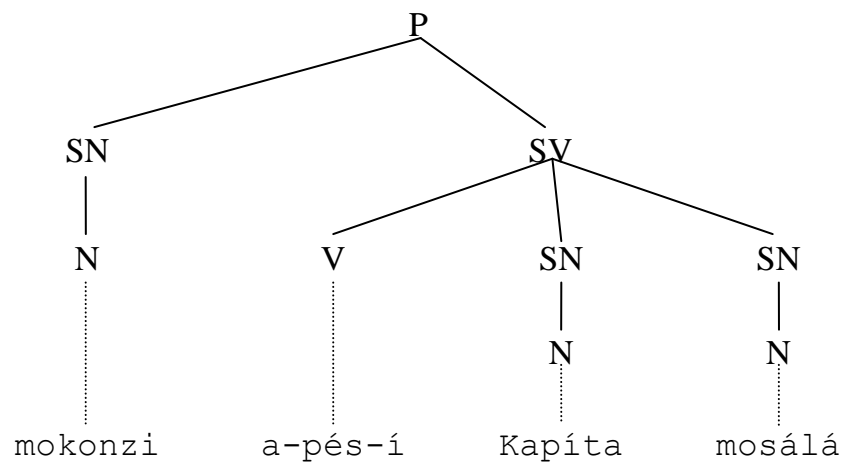 P
SN SV
N V SN SN
N N
mokonzi a-pés-í Kapíta mosálá